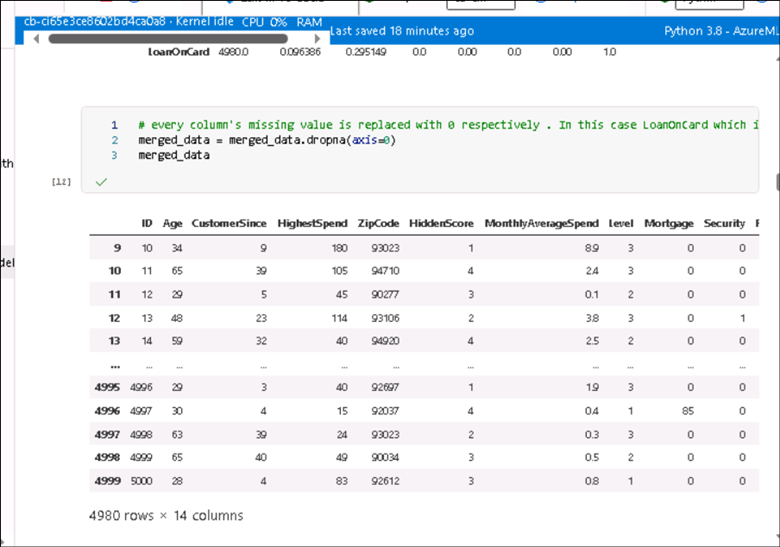 cb-ci65e3ce8602bd4ca0a8 · Kernel idle CPU 0% RAM
Last saved 18 minutes ago Python 3.8 - AzureML
LoanOnCard 4980.0 0.096386 0.295149 0.0 0.0 0.0 0.00 1.0
1 # every column's missing value is replaced with 0 respectively . In this case LoanOnCard which i
2 merged_data = merged_data.dropna(axis=0)
3 merged_data
[12]
ID Age CustomerSince HighestSpend ZipCode HiddenScore MonthlyAverageSpend Level Mortgage Security
9 10 34 9 180 93023 1 8.9 3 0 0
10 11 65 39 105 94710 4 2.4 3 0 0
11 12 29 5 45 90277 3 0.1 2 0 0
12 13 48 23 114 93106 2 3.8 3 0 1
13 14 59 32 40 94920 4 2.5 2 0 0
... ... ... ... ... ... ... ... ... ... ...
4995 4996 29 3 40 92697 1 1.9 3 0 0
4996 4997 30 4 15 92037 4 0.4 1 85 0
4997 4998 63 39 24 93023 2 0.3 3 0 0
4998 4999 65 40 49 90034 3 0.5 2 0 0
4999 5000 28 4 83 92612 3 0.8 1 0 0
4980 rows × 14 columns